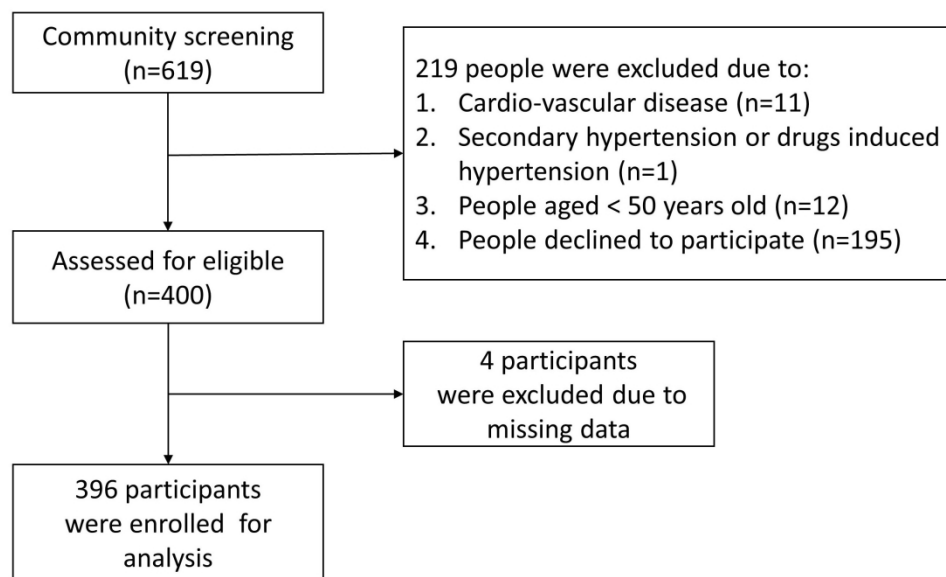 Community screening
(n=619)
219 people were excluded due to:
1. Cardio-vascular disease (n=11)
2. Secondary hypertension or drugs induced
hypertension (n=1)
3. People aged < 50 years old (n=12)
4. People declined to participate (n=195)
Assessed for eligible
(n=400)
4 participants
were excluded due to
missing data
396 participants
were enrolled for
analysis